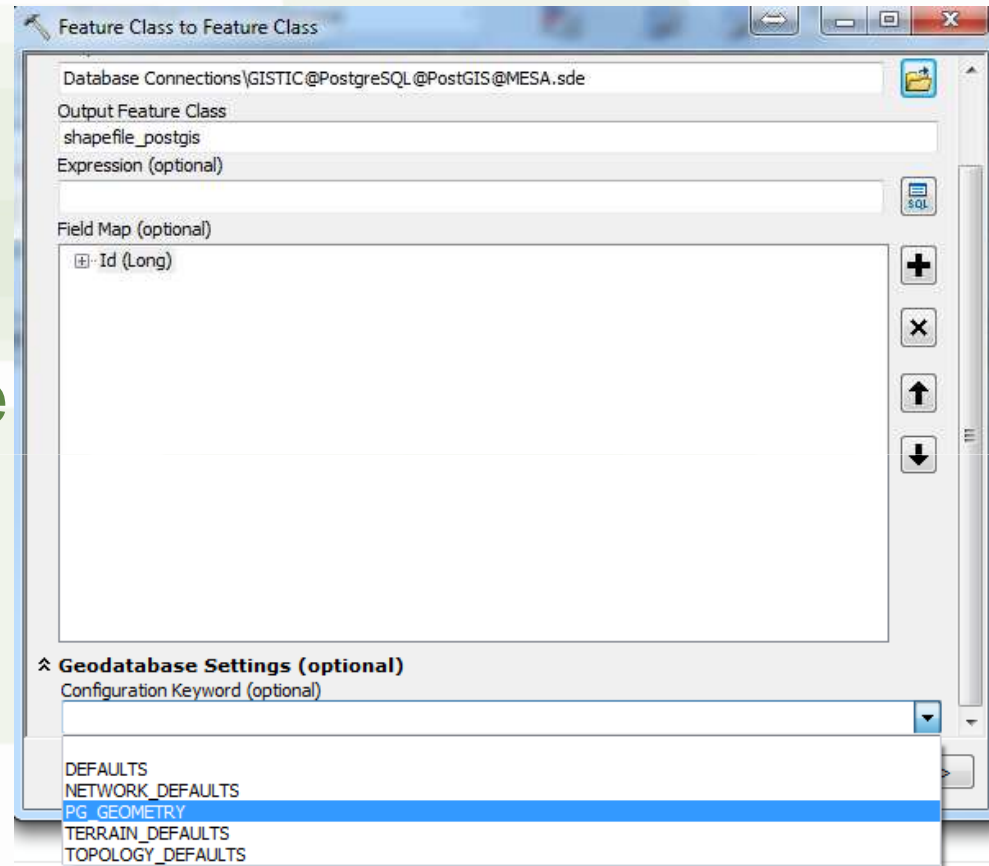 Feature Class to Feature Class
Database Connections\GISTIC@PostgreSQL@PostGIS@MESA.sde
Output Feature Class
shapefile_postgis
Expression (optional)
SQL
Field Map (optional)
Id (Long)
e
Geodatabase Settings (optional)
Configuration Keyword (optional)
DEFAULTS
NETWORK_DEFAULTS
PG_GEOMETRY
TERRAIN_DEFAULTS
TOPOLOGY_DEFAULTS